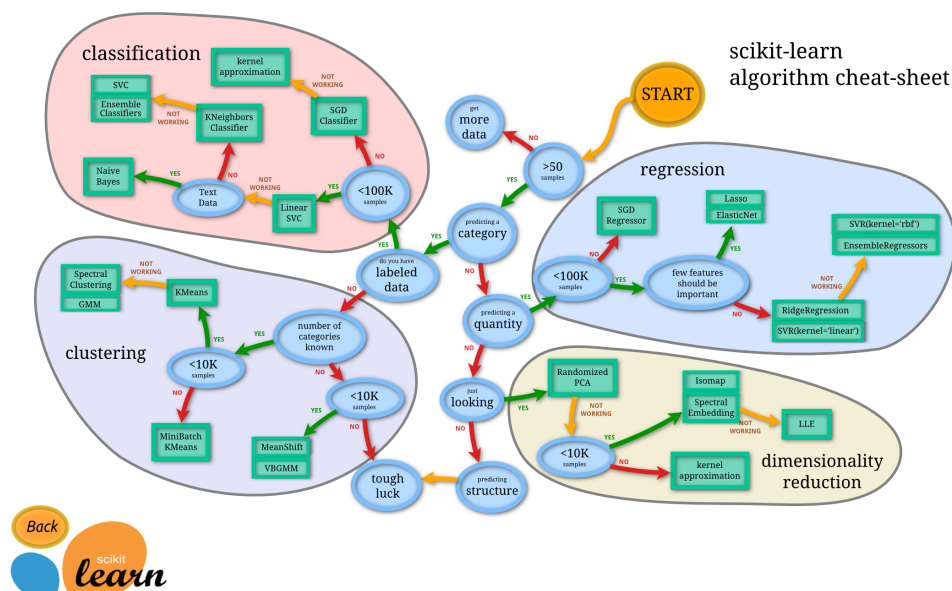 scikit-learn
algorithm cheat-sheet
START
get
more
data
NO
>50
samples
YES
predicting a
category
YES
NO
do you have
labeled
data
YES
NO
predicting a
quantity
YES
NO
just
looking
YES
NO
predicting
structure
tough
luck
classification
kernel
approximation
NOT
WORKING
SVC
Ensemble
Classifiers
NOT
WORKING
KNeighbors
Classifier
SGD
Classifier
NO
Naive
Bayes
YES
NO
Text
Data
NOT
WORKING
Linear
SVC
YES
<100K
samples
regression
SGD
Regressor
NO
Lasso
ElasticNet
YES
SVR(kernel='rbf')
EnsembleRegressors
NOT
WORKING
<100K
samples
YES
few features
should be
important
NO
RidgeRegression
SVR(kernel='linear')
clustering
Spectral
Clustering
GMM
NOT
WORKING
KMeans
YES
number of
categories
known
YES
NO
<10K
samples
NO
MiniBatch
KMeans
<10K
samples
YES
NO
MeanShift
VBGMM
Randomized
PCA
NOT
WORKING
Isomap
Spectral
Embedding
YES
NOT
WORKING
LLE
<10K
samples
NO
kernel
approximation
dimensionality
reduction
Back
scikit
learn